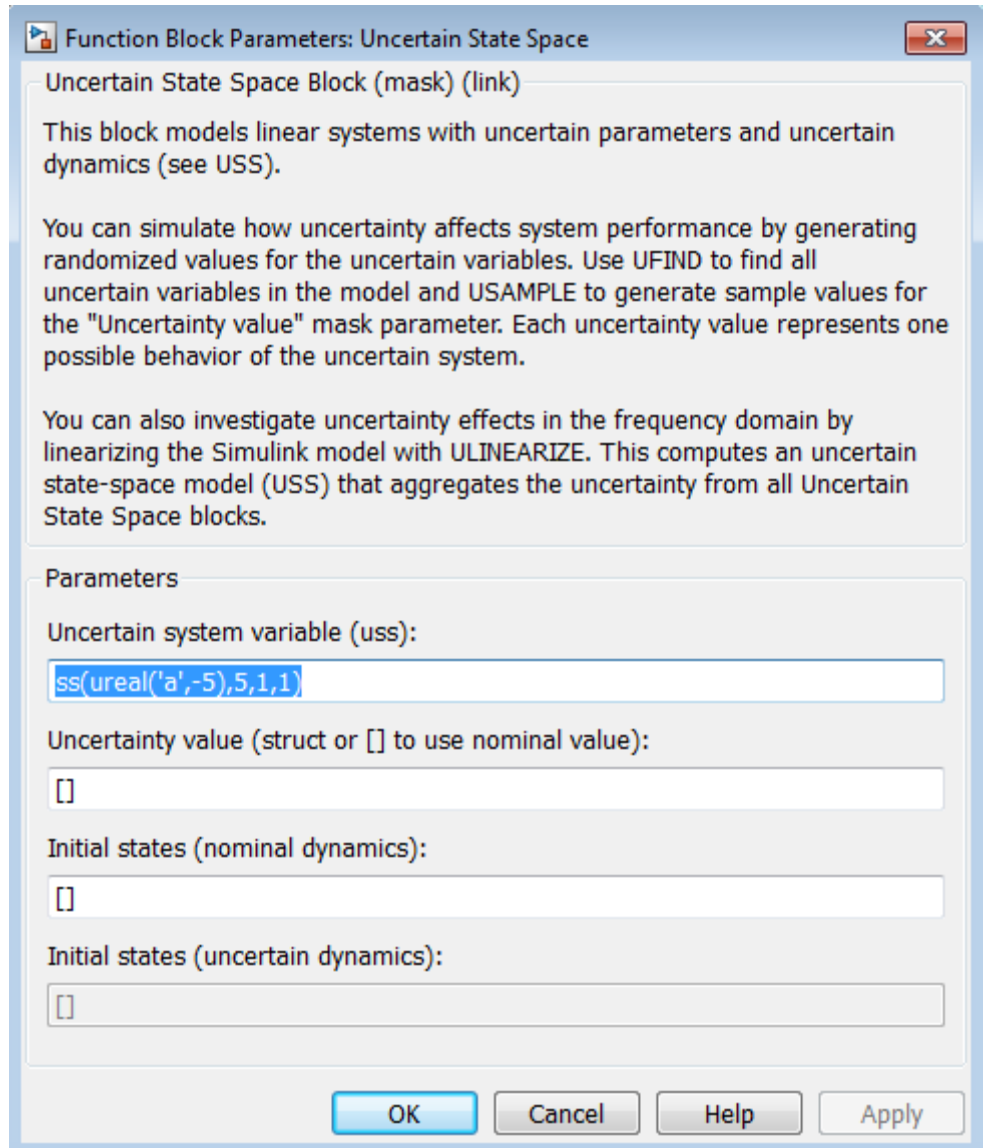 Function Block Parameters: Uncertain State Space
Uncertain State Space Block (mask) (link)
This block models linear systems with uncertain parameters and uncertain
dynamics (see USS).
You can simulate how uncertainty affects system performance by generating
randomized values for the uncertain variables. Use UFIND to find all
uncertain variables in the model and USAMPLE to generate sample values for
the "Uncertainty value" mask parameter. Each uncertainty value represents one
possible behavior of the uncertain system.
You can also investigate uncertainty effects in the frequency domain by
linearizing the Simulink model with ULINEARIZE. This computes an uncertain
state-space model (USS) that aggregates the uncertainty from all Uncertain
State Space blocks.
Parameters
Uncertain system variable (uss):
ss(ureal('a',-5),5,1,1)
Uncertainty value (struct or [] to use nominal value):
[]
Initial states (nominal dynamics):
[]
Initial states (uncertain dynamics):
[]
OK Cancel Help Apply